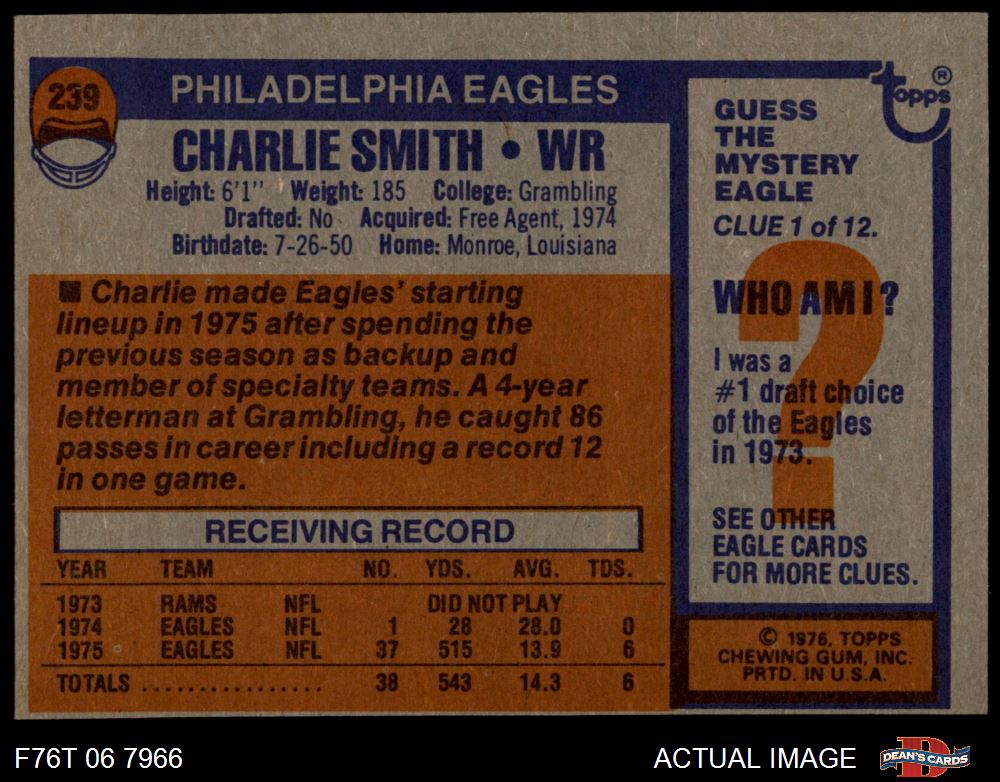 239
PHILADELPHIA EAGLES
CHARLIE SMITH • WR
Height: 6'1" Weight: 185 College: Grambling
Drafted: No Acquired: Free Agent, 1974
Birthdate: 7-26-50 Home: Monroe, Louisiana
■ Charlie made Eagles' starting
lineup in 1975 after spending the
previous season as backup and
member of specialty teams. A 4-year
letterman at Grambling, he caught 86
passes in career including a record 12
in one game.
RECEIVING RECORD
YEAR TEAM NO. YDS. AVG. TDS.
1973 RAMS NFL DID NOT PLAY
1974 EAGLES NFL 1 28 28.0 0
1975 EAGLES NFL 37 515 13.9 6
TOTALS ................ 38 543 14.3 6
topps ®
GUESS
THE
MYSTERY
EAGLE
CLUE 1 of 12.
WHO AM I?
I was a
#1 draft choice
of the Eagles
in 1973.
SEE OTHER
EAGLE CARDS
FOR MORE CLUES.
© 1976, TOPPS
CHEWING GUM, INC.
PRTD. IN U.S.A.
F76T 06 7966
ACTUAL IMAGE
DEAN'S CARDS